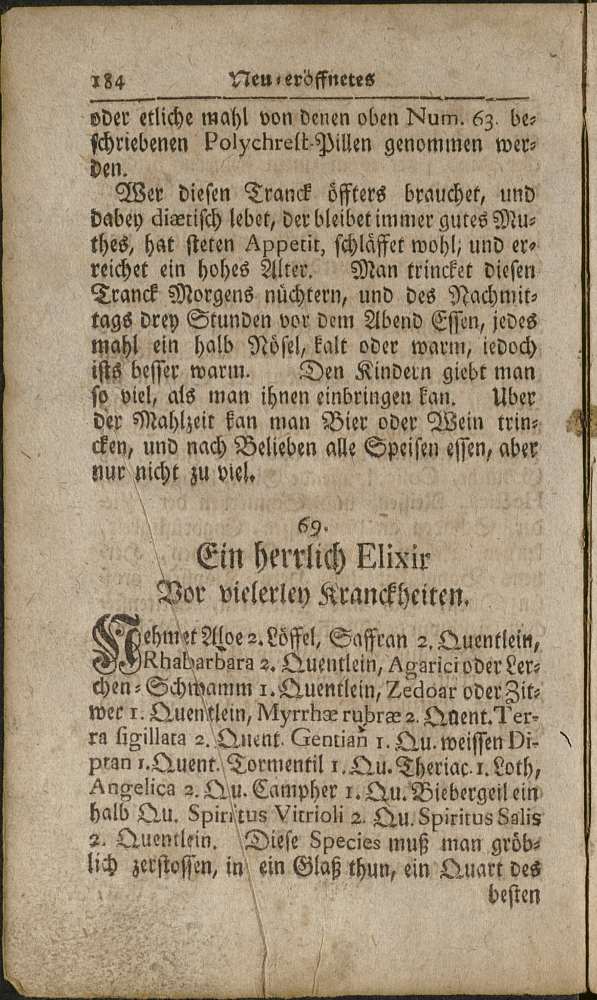 184 Neu-eröffnetes
oder etliche mahl von denen oben Num. 63. be-
schriebenen Polychrest-Pillen genommen wer-
den.
Wer diesen Tranck öffters brauchet, und
dabey diætisch lebet, der bleibet immer gutes Mu-
thes, hat steten Appetit, schläffet wohl; und er-
reichet ein hohes Alter. Man trincket diesen
Tranck Morgens nüchtern, und des Nachmit-
tags drey Stunden vor dem Abend Essen, jedes
mahl ein halb Nösel, kalt oder warm, iedoch
ists besser warm. Den Kindern giebt man
so viel, als man ihnen einbringen kan. Uber
der Mahlzeit kan man Bier oder Wein trin-
cken, und nach Belieben alle Speisen essen, aber
nur nicht zu viel.
69.
Ein herrlich Elixir
Vor vielerley Kranckheiten.
Nehmet Aloe 2. Löffel, Saffran 2. Quentlein,
Rhabarbara 2. Quentlein, Agarici oder Ler-
chen-Schwamm 1. Quentlein, Zedoar oder Zit-
wer 1. Quentlein, Myrrhæ rubræ 2. Quent. Ter-
ra sigillata 2. Quent. Gentian 1. Qu. weissen Di-
ptan 1. Quent. Tormentil 1. Qu. Theriac. 1. Loth,
Angelica 2. Qu. Campher 1. Qu. Biebergeil ein
halb Qu. Spiritus Vitrioli 2. Qu. Spiritus Salis
2. Quentlein. Diese Species muß man gröb-
lich zerstossen, in ein Glaß thun, ein Quart des
besten